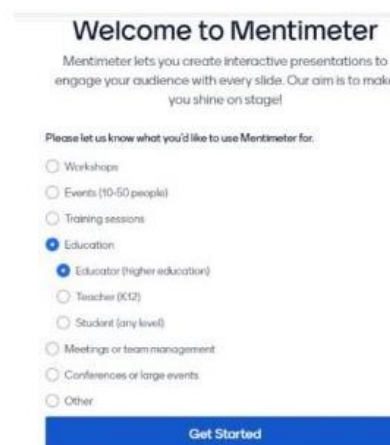 Welcome to Mentimeter
Mentimeter lets you create interactive presentations to
engage your audience with every slide. Our aim is to make
you shine on stage!
Please let us know what you'd like to use Mentimeter for.
Workshops
Events (10-50 people)
Training sessions
Education
Educator (higher education)
Teacher (K12)
Student (any level)
Meetings or team management
Conferences or large events
Other
Get Started